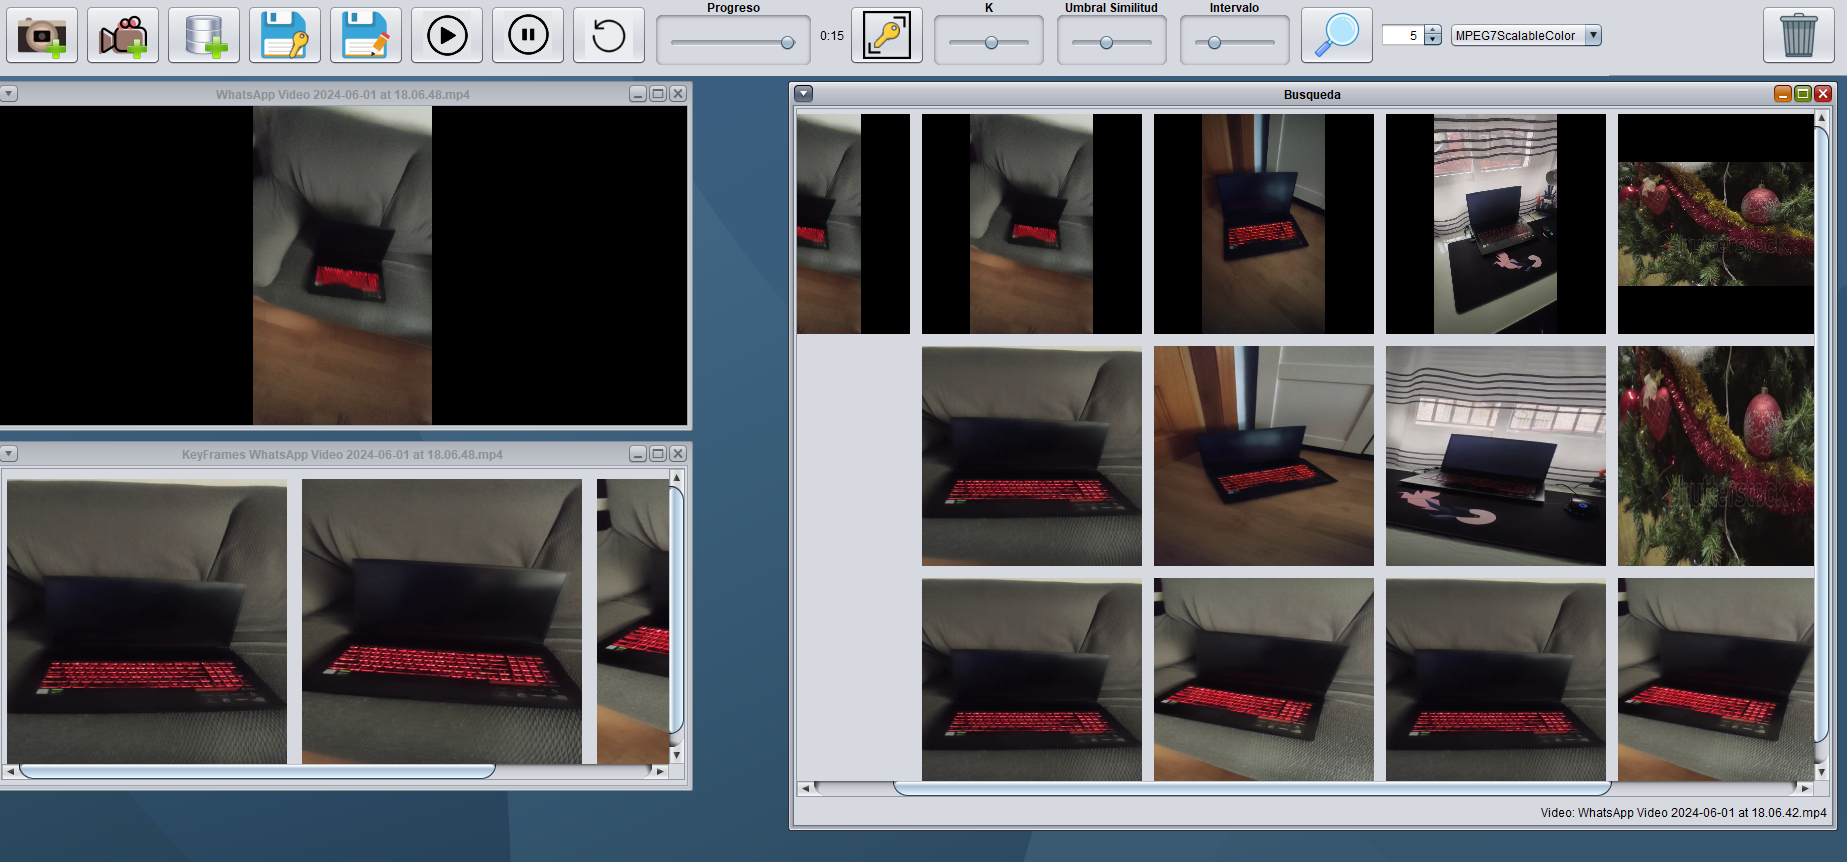 Progreso
0:15
K
Umbral Similitud
Intervalo
5
MPEG7ScalableColor
WhatsApp Video 2024-06-01 at 18.06.48.mp4
Busqueda
KeyFrames WhatsApp Video 2024-06-01 at 18.06.48.mp4
shutterstock
shutterstock
Video: WhatsApp Video 2024-06-01 at 18.06.42.mp4